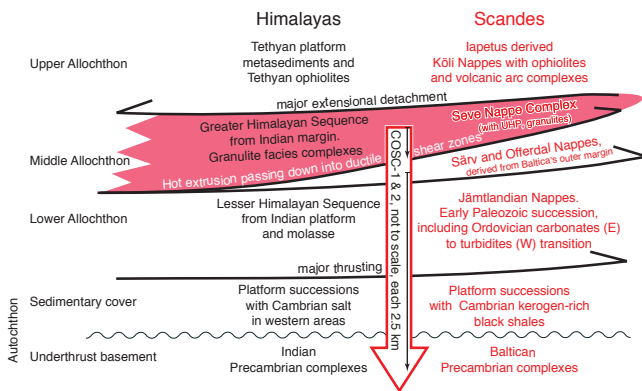 Himalayas
Scandes
Upper Allochthon
Tethyan platform
metasediments and
Tethyan ophiolites
Iapetus derived
Köli Nappes with ophiolites
and volcanic arc complexes
major extensional detachment
Middle Allochthon
Greater Himalayan Sequence
from Indian margin.
Granulite facies complexes
Seve Nappe Complex
(with UHP, granulites)
Hot extrusion passing down into ductile shear zones
Särv and Offerdal Nappes,
derived from Baltica's outer margin
COSC-1 & 2, not to scale, each 2.5 km
Lower Allochthon
Lesser Himalayan Sequence
from Indian platform
and molasse
Jämtlandian Nappes.
Early Paleozoic succession,
including Ordovician carbonates (E)
to turbidites (W) transition
major thrusting
Autochthon
Sedimentary cover
Platform successions
with Cambrian salt
in western areas
Platform successions
with Cambrian kerogen-rich
black shales
Underthrust basement
Indian
Precambrian complexes
Baltican
Precambrian complexes